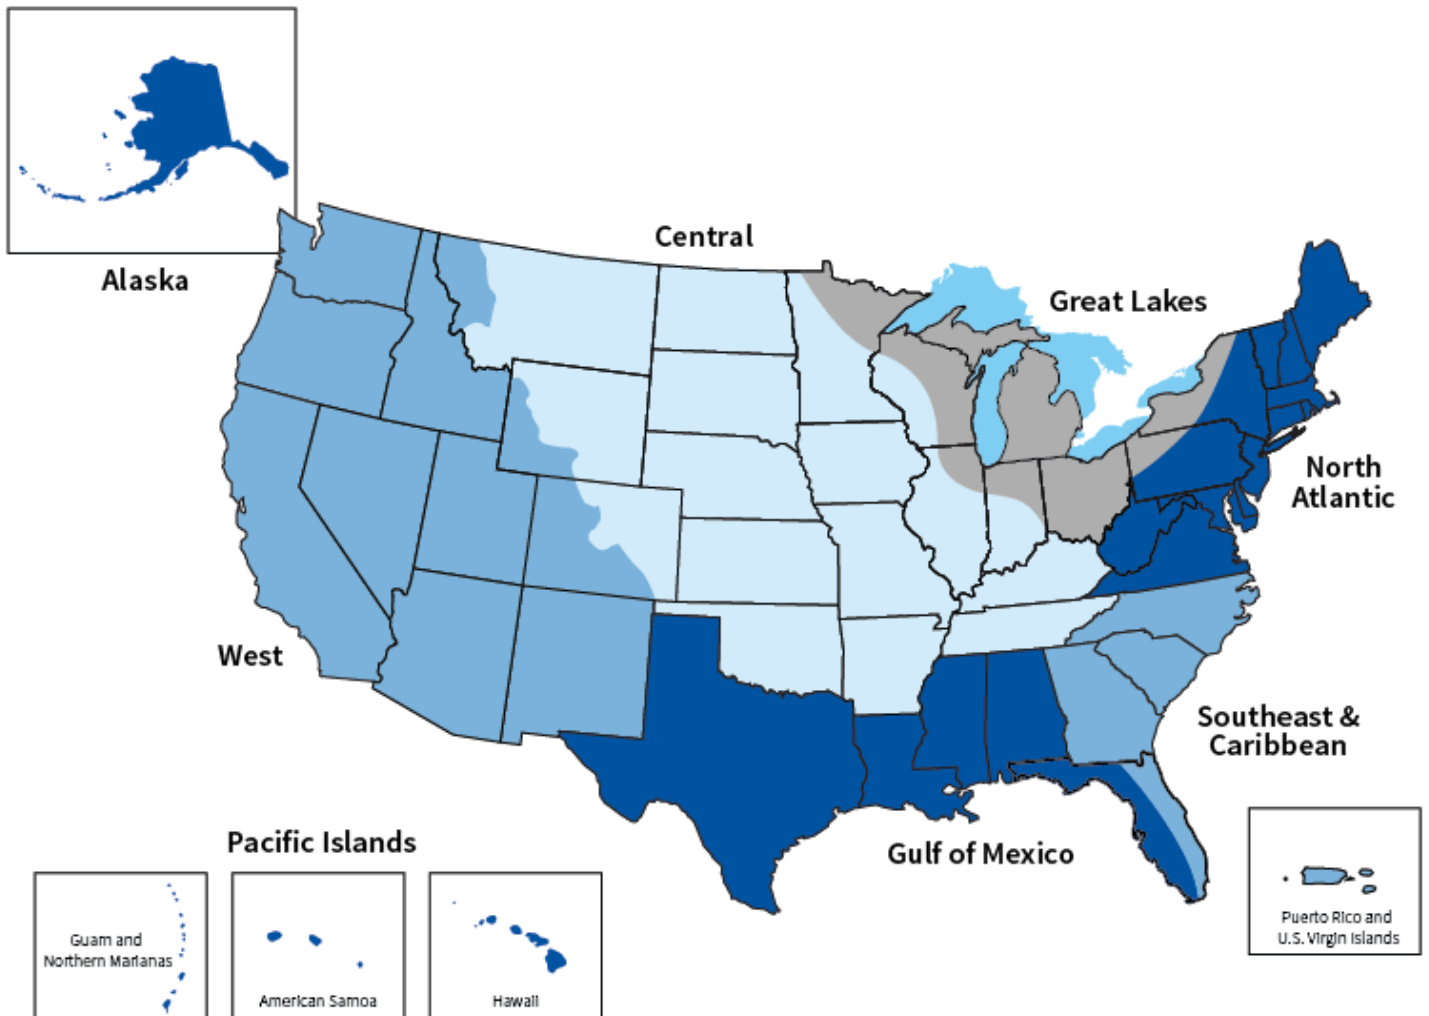 Central
Alaska
Great Lakes
North
Atlantic
West
Southeast &
Caribbean
Pacific Islands
Gulf of Mexico
Guam and
Northern Marianas
American Samoa
Hawaii
Puerto Rico and
U.S. Virgin Islands